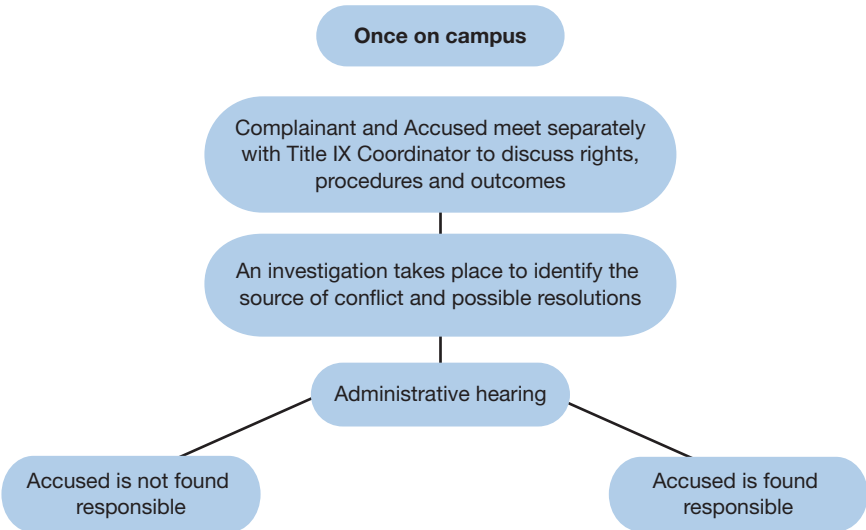 Once on campus
Complainant and Accused meet separately
with Title IX Coordinator to discuss rights,
procedures and outcomes
An investigation takes place to identify the
source of conflict and possible resolutions
Administrative hearing
Accused is not found
responsible
Accused is found
responsible